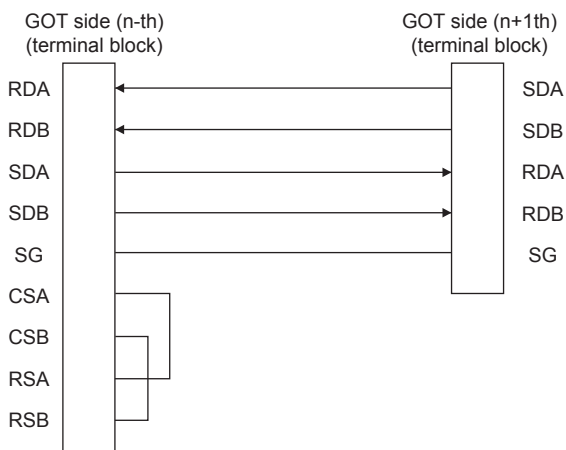 GOT side (n-th)
(terminal block)
GOT side (n+1th)
(terminal block)
RDA
SDA
RDB
SDB
SDA
RDA
SDB
RDB
SG
SG
CSA
CSB
RSA
RSB